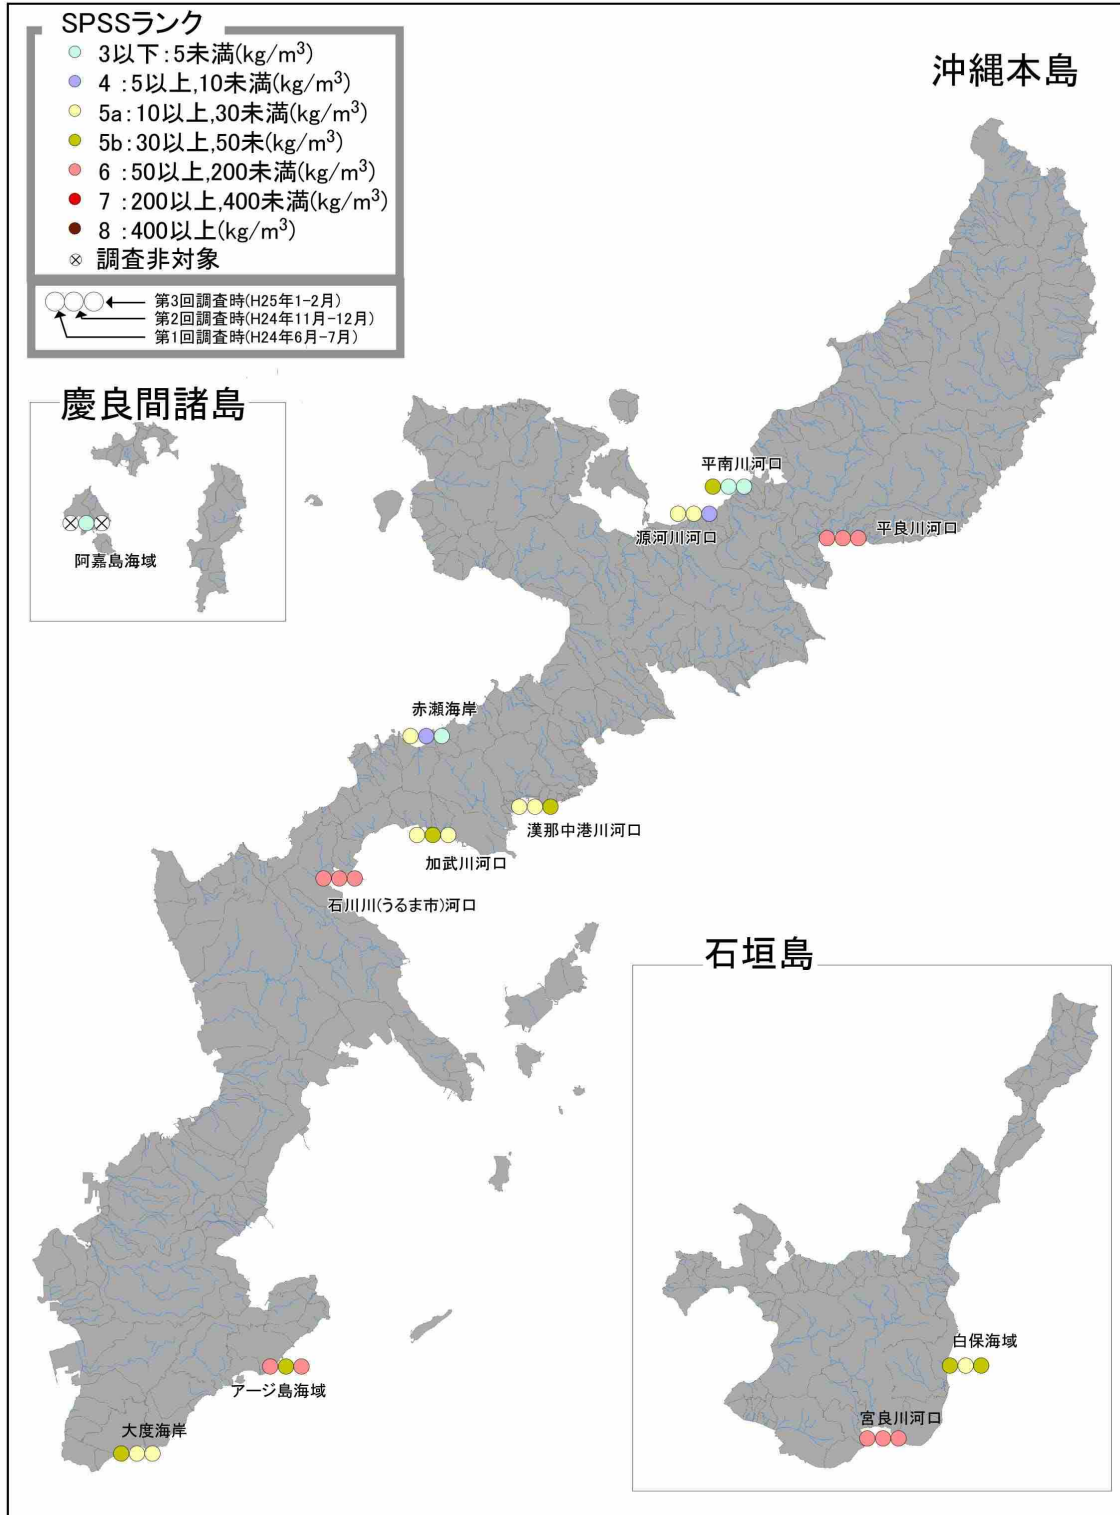 SPSSランク
3以下:5未満(kg/m³)
4 :5以上,10未満(kg/m³)
5a:10以上,30未満(kg/m³)
5b:30以上,50未(kg/m³)
6 :50以上,200未満(kg/m³)
7 :200以上,400未満(kg/m³)
8 :400以上(kg/m³)
調査非対象
第3回調査時(H25年1-2月)
第2回調査時(H24年11月-12月)
第1回調査時(H24年6月-7月)
沖縄本島
慶良間諸島
阿嘉島海域
平南川河口
源河川河口
平良川河口
赤瀬海岸
漢那中港川河口
加武川河口
石川川(うるま市)河口
アージ島海域
大度海岸
石垣島
白保海域
宮良川河口